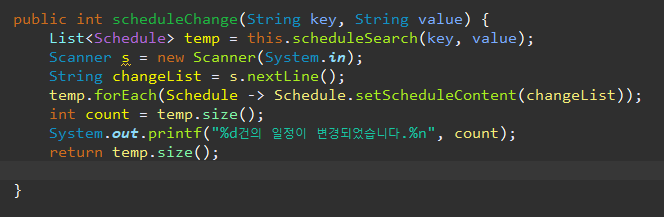 public int scheduleChange(String key, String value) {
List<Schedule> temp = this.scheduleSearch(key, value);
Scanner s = new Scanner(System.in);
String changeList = s.nextLine();
temp.forEach(Schedule -> Schedule.setScheduleContent(changeList));
int count = temp.size();
System.out.printf("%d건의 일정이 변경되었습니다.%n", count);
return temp.size();
}